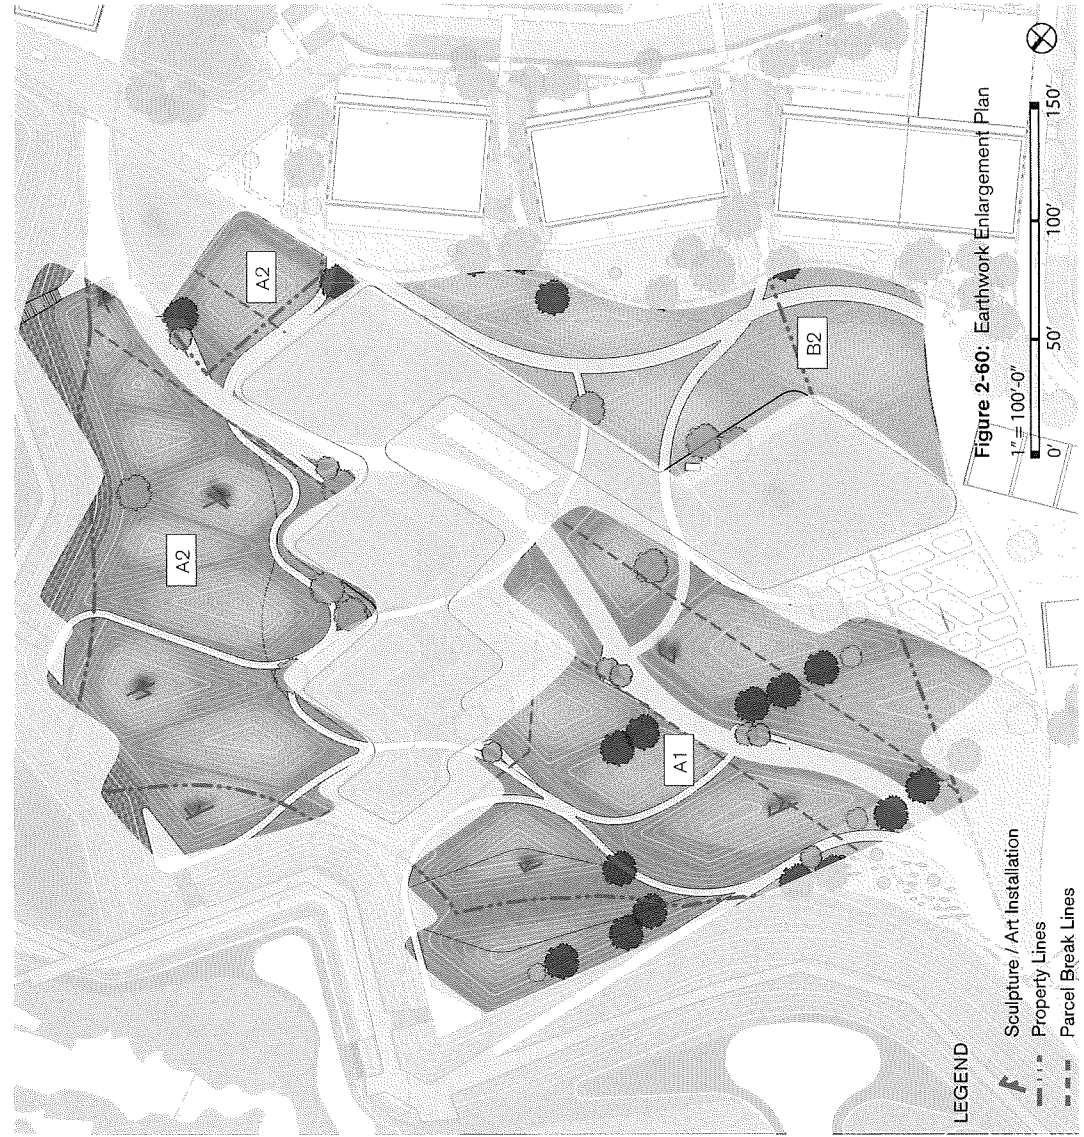 A2
A2
B2
A1
Figure 2-60: Earthwork Enlargement Plan
1" = 100'-0"
0' 50' 100' 150'
LEGEND
Sculpture / Art Installation
Property Lines
Parcel Break Lines